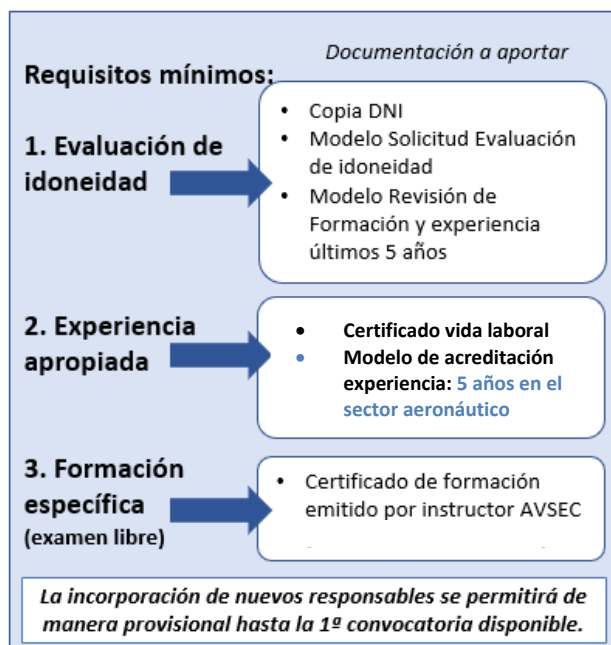 Documentación a aportar
Requisitos mínimos:
1. Evaluación de
idoneidad
• Copia DNI
• Modelo Solicitud Evaluación
de idoneidad
• Modelo Revisión de
Formación y experiencia
últimos 5 años
2. Experiencia
apropiada
• Certificado vida laboral
• Modelo de acreditación
experiencia: 5 años en el
sector aeronáutico
3. Formación
específica
(examen libre)
• Certificado de formación
emitido por instructor AVSEC
La incorporación de nuevos responsables se permitirá de
manera provisional hasta la 1ª convocatoria disponible.